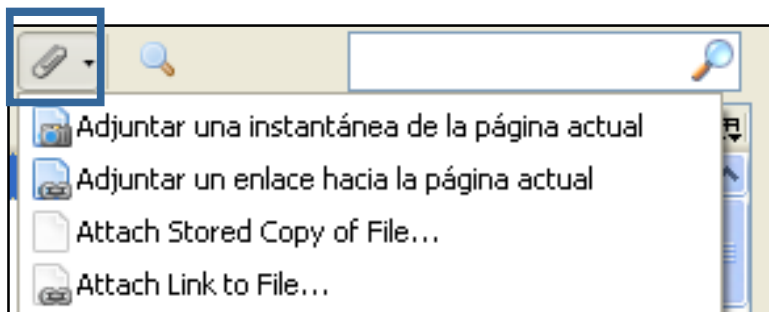 Adjuntar una instantánea de la página actual
Adjuntar un enlace hacia la página actual
Attach Stored Copy of File...
Attach Link to File...